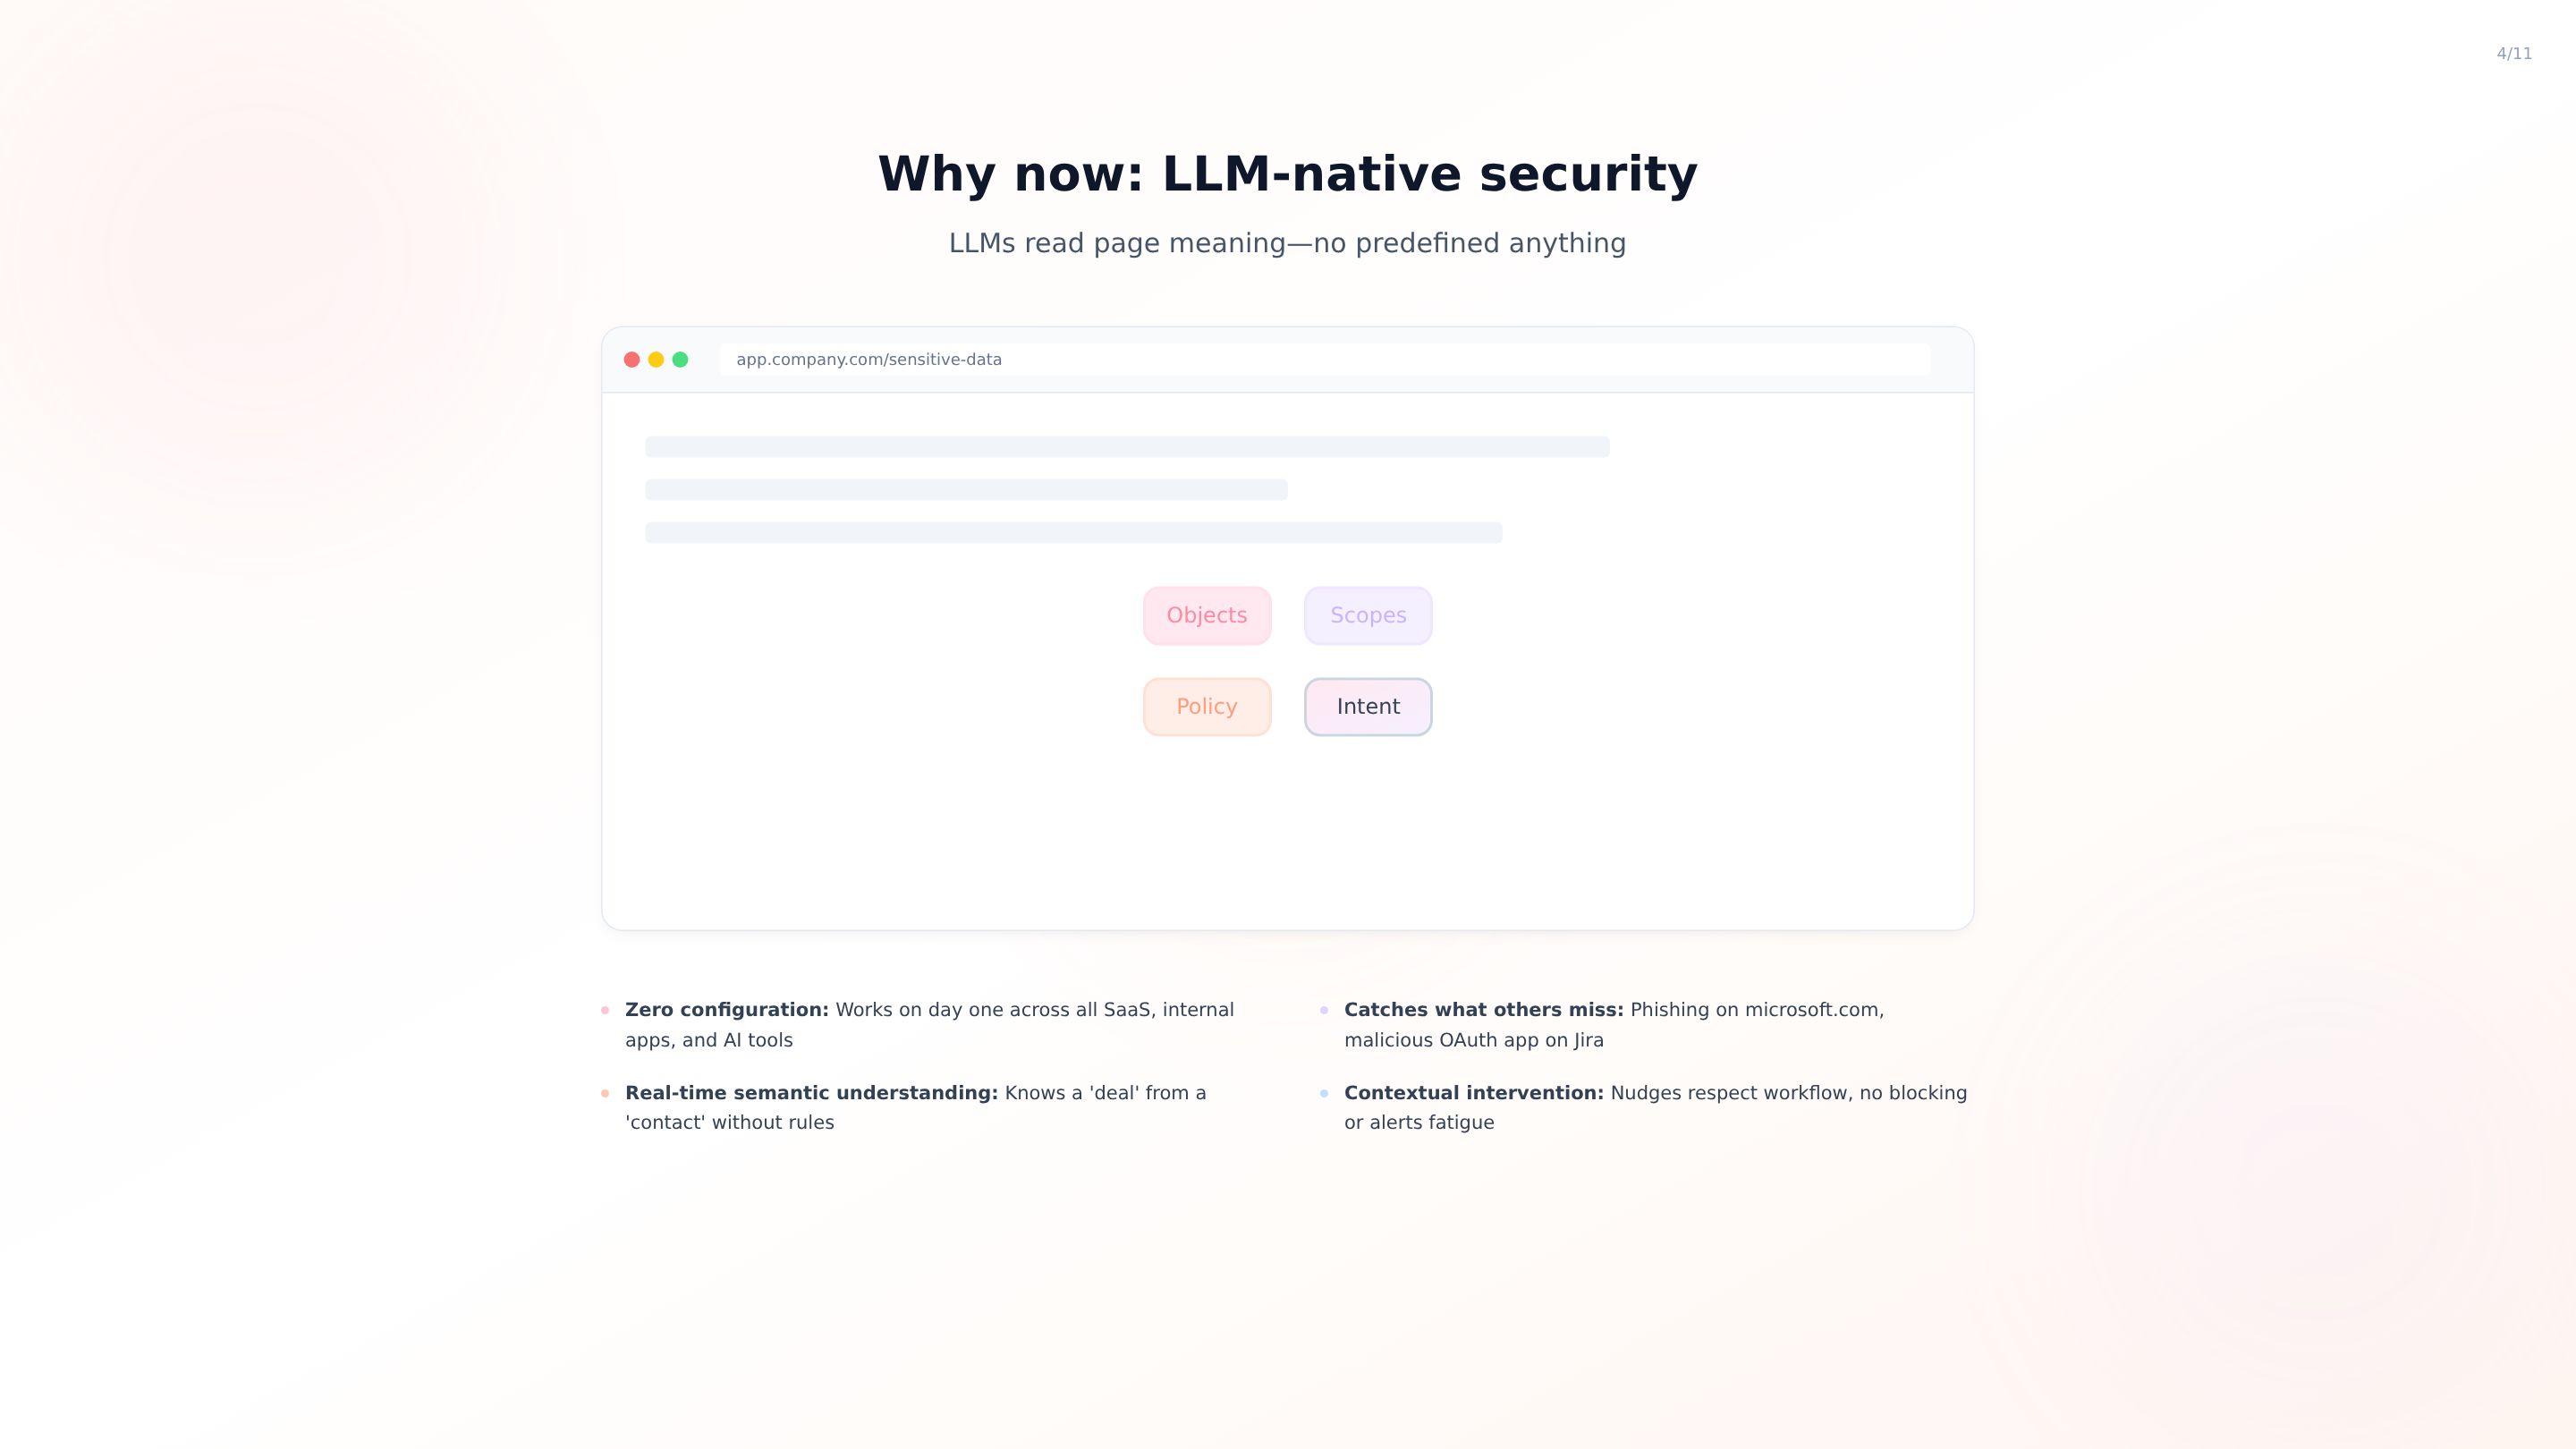 4/11
Why now: LLM-native security
LLMs read page meaning—no predefined anything
app.company.com/sensitive-data
Objects
Scopes
Policy
Intent
Zero configuration: Works on day one across all SaaS, internal
apps, and AI tools
Catches what others miss: Phishing on microsoft.com,
malicious OAuth app on Jira
Real-time semantic understanding: Knows a 'deal' from a
'contact' without rules
Contextual intervention: Nudges respect workflow, no blocking
or alerts fatigue